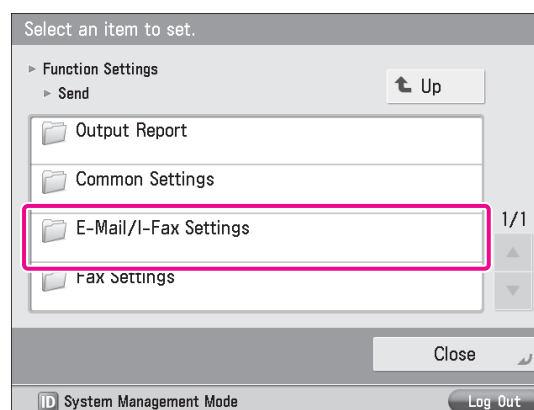 Select an item to set.
Function Settings
Send
Up
Output Report
Common Settings
E-Mail/I-Fax Settings
1/1
Fax Settings
Close
ID System Management Mode
Log Out